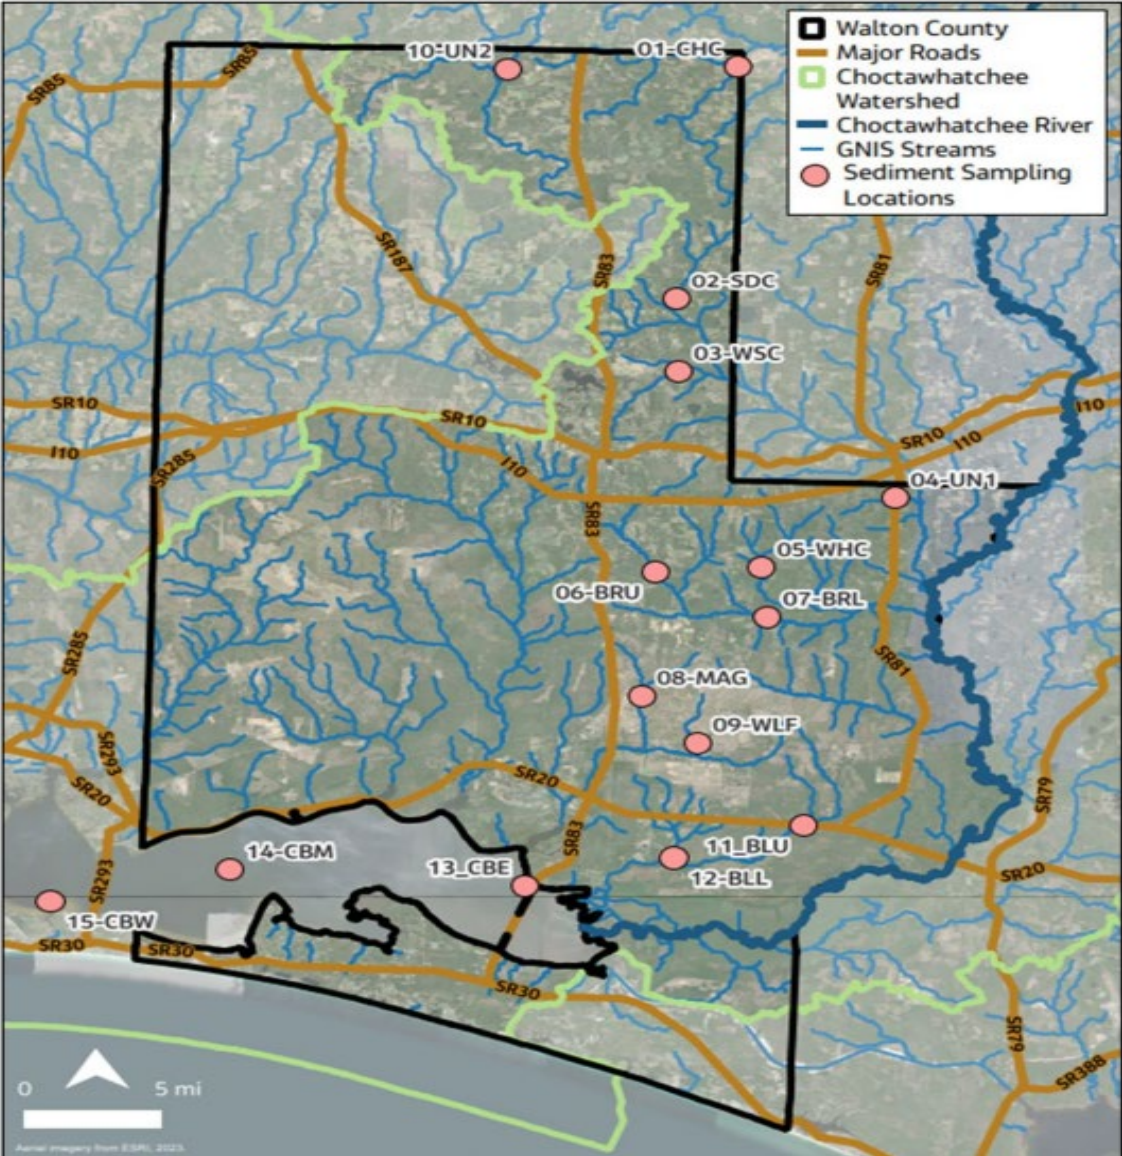 Walton County
Major Roads
Choctawhatchee
Watershed
Choctawhatchee River
GNIS Streams
Sediment Sampling
Locations
10-UN2
01-CHC
SR85
SR85
SR187
SR83
SR81
02-SDC
03-WSC
SR10
SR10
SR10
I10
I10
I10
I10
SR285
04-UN1
SR83
05-WHC
06-BRU
07-BRL
SR285
SR81
08-MAG
09-WLF
SR293
SR20
SR20
SR79
SR83
11_BLU
12-BLL
14-CBM
13_CBE
SR293
SR20
15-CBW
SR30
SR30
SR30
SR79
SR388
0 5 mi
Aerial imagery from ESRI, 2023.